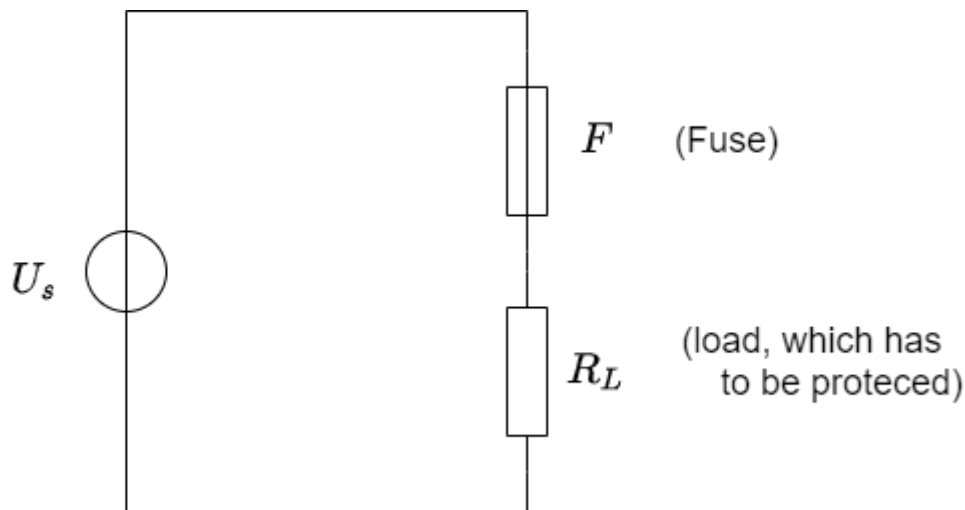 F (Fuse)
U_s
R_L (load, which has
to be proteced)